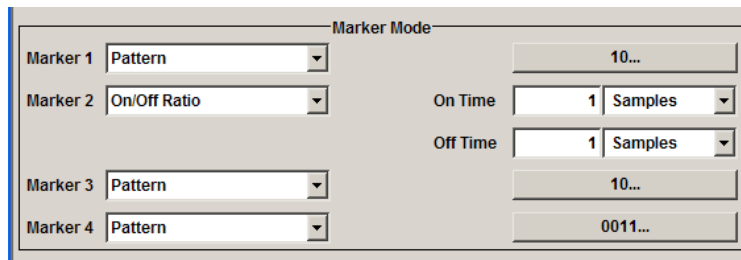 Marker Mode
Marker 1 Pattern 10...
Marker 2 On/Off Ratio On Time 1 Samples
Off Time 1 Samples
Marker 3 Pattern 10...
Marker 4 Pattern 0011...